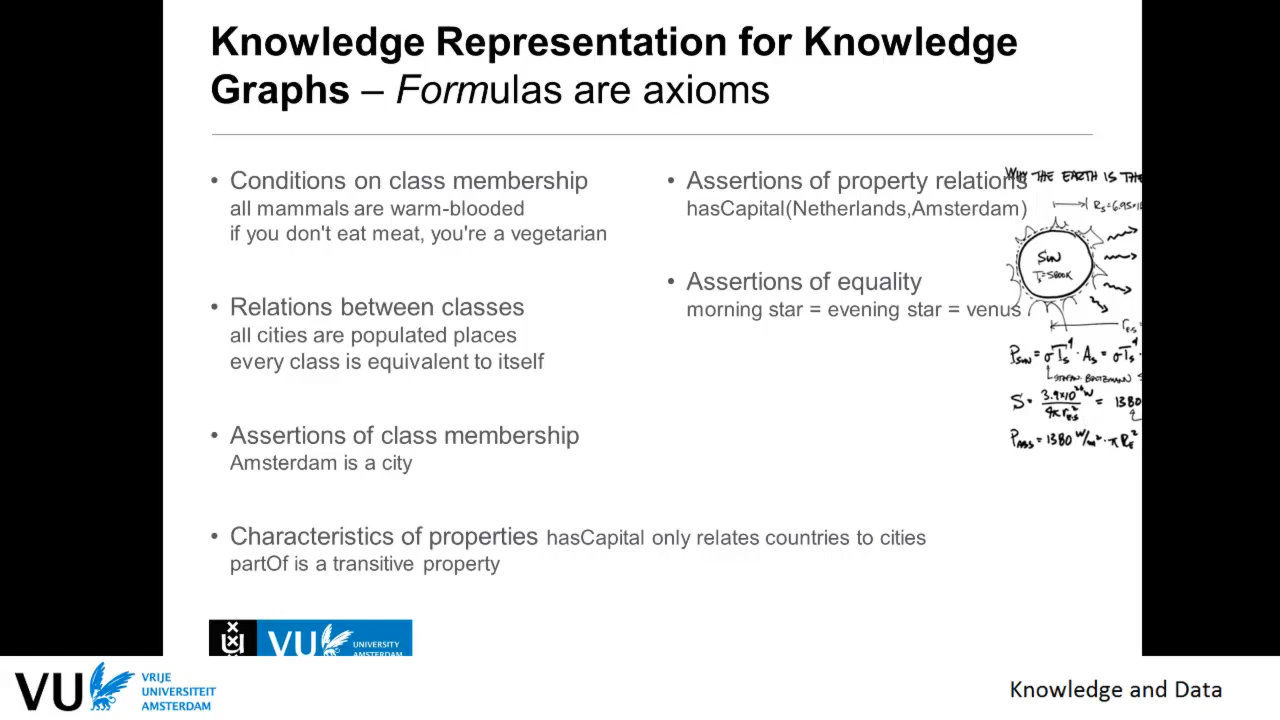 Knowledge Representation for Knowledge
Graphs – Formulas are axioms
• Conditions on class membership
all mammals are warm-blooded
if you don't eat meat, you're a vegetarian
• Relations between classes
all cities are populated places
every class is equivalent to itself
• Assertions of class membership
Amsterdam is a city
• Characteristics of properties hasCapital only relates countries to cities
partOf is a transitive property
• Assertions of property relations
hasCapital(Netherlands,Amsterdam)
• Assertions of equality
morning star = evening star = venus
WHY THE EARTH IS THE
SUN
VU UNIVERSITY
AMSTERDAM
VU VRIJE
UNIVERSITEIT
AMSTERDAM
Knowledge and Data